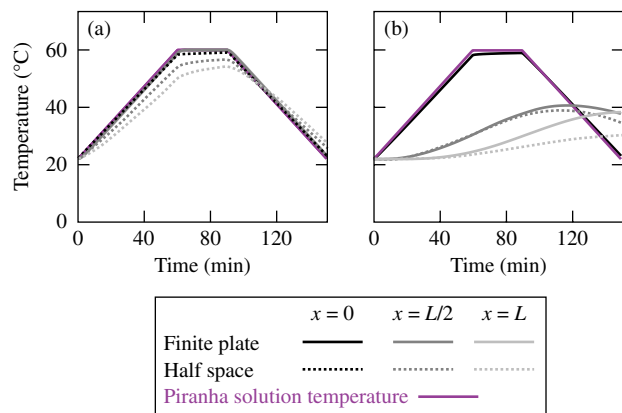 (a)
(b)
Temperature (°C)
60
40
20
0
0 40 80 120
0 40 80 120
Time (min)
Time (min)
x = 0 x = L/2 x = L
Finite plate
Half space
Piranha solution temperature